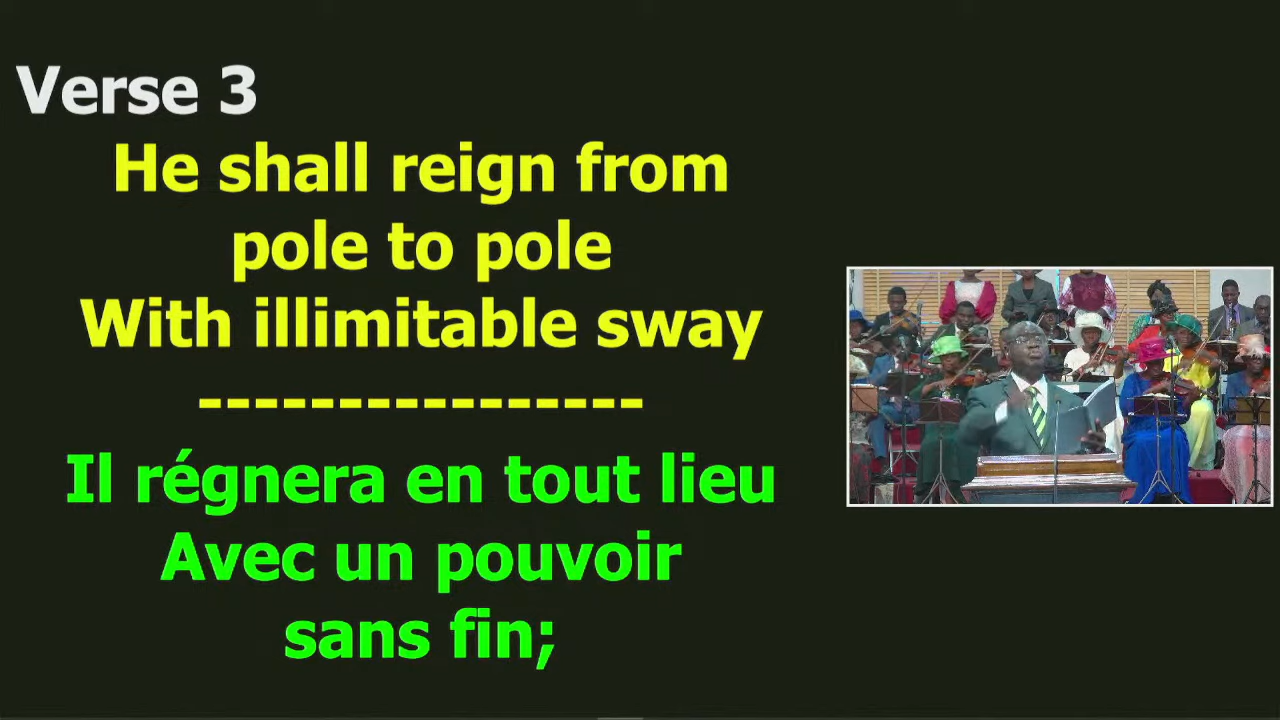 Verse 3
He shall reign from
pole to pole
With illimitable sway
----------------
Il régnera en tout lieu
Avec un pouvoir
sans fin;